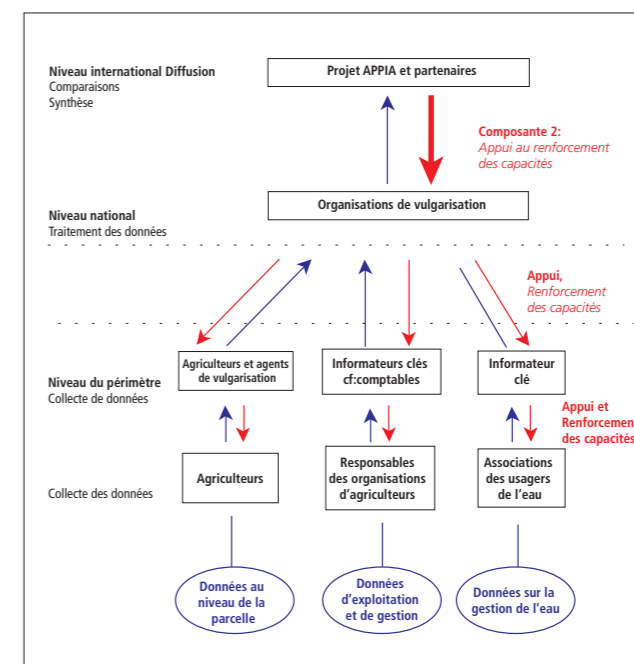 Niveau international Diffusion
Comparaisons
Synthèse
Projet APPIA et partenaires
Composante 2:
Appui au renforcement
des capacités
Organisations de vulgarisation
Niveau national
Traitement des données
Appui,
Renforcement
des capacités
Niveau du périmètre
Collecte de données
Agriculteurs et agents
de vulgarisation
Informateurs clés
cf:comptables
Informateur
clé
Appui et
Renforcement
des capacités
Collecte des données
Agriculteurs
Responsables
des organisations
d'agriculteurs
Associations
des usagers
de l'eau
Données au
niveau de la
parcelle
Données
d'exploitation
et de gestion
Données sur la
gestion de l'eau